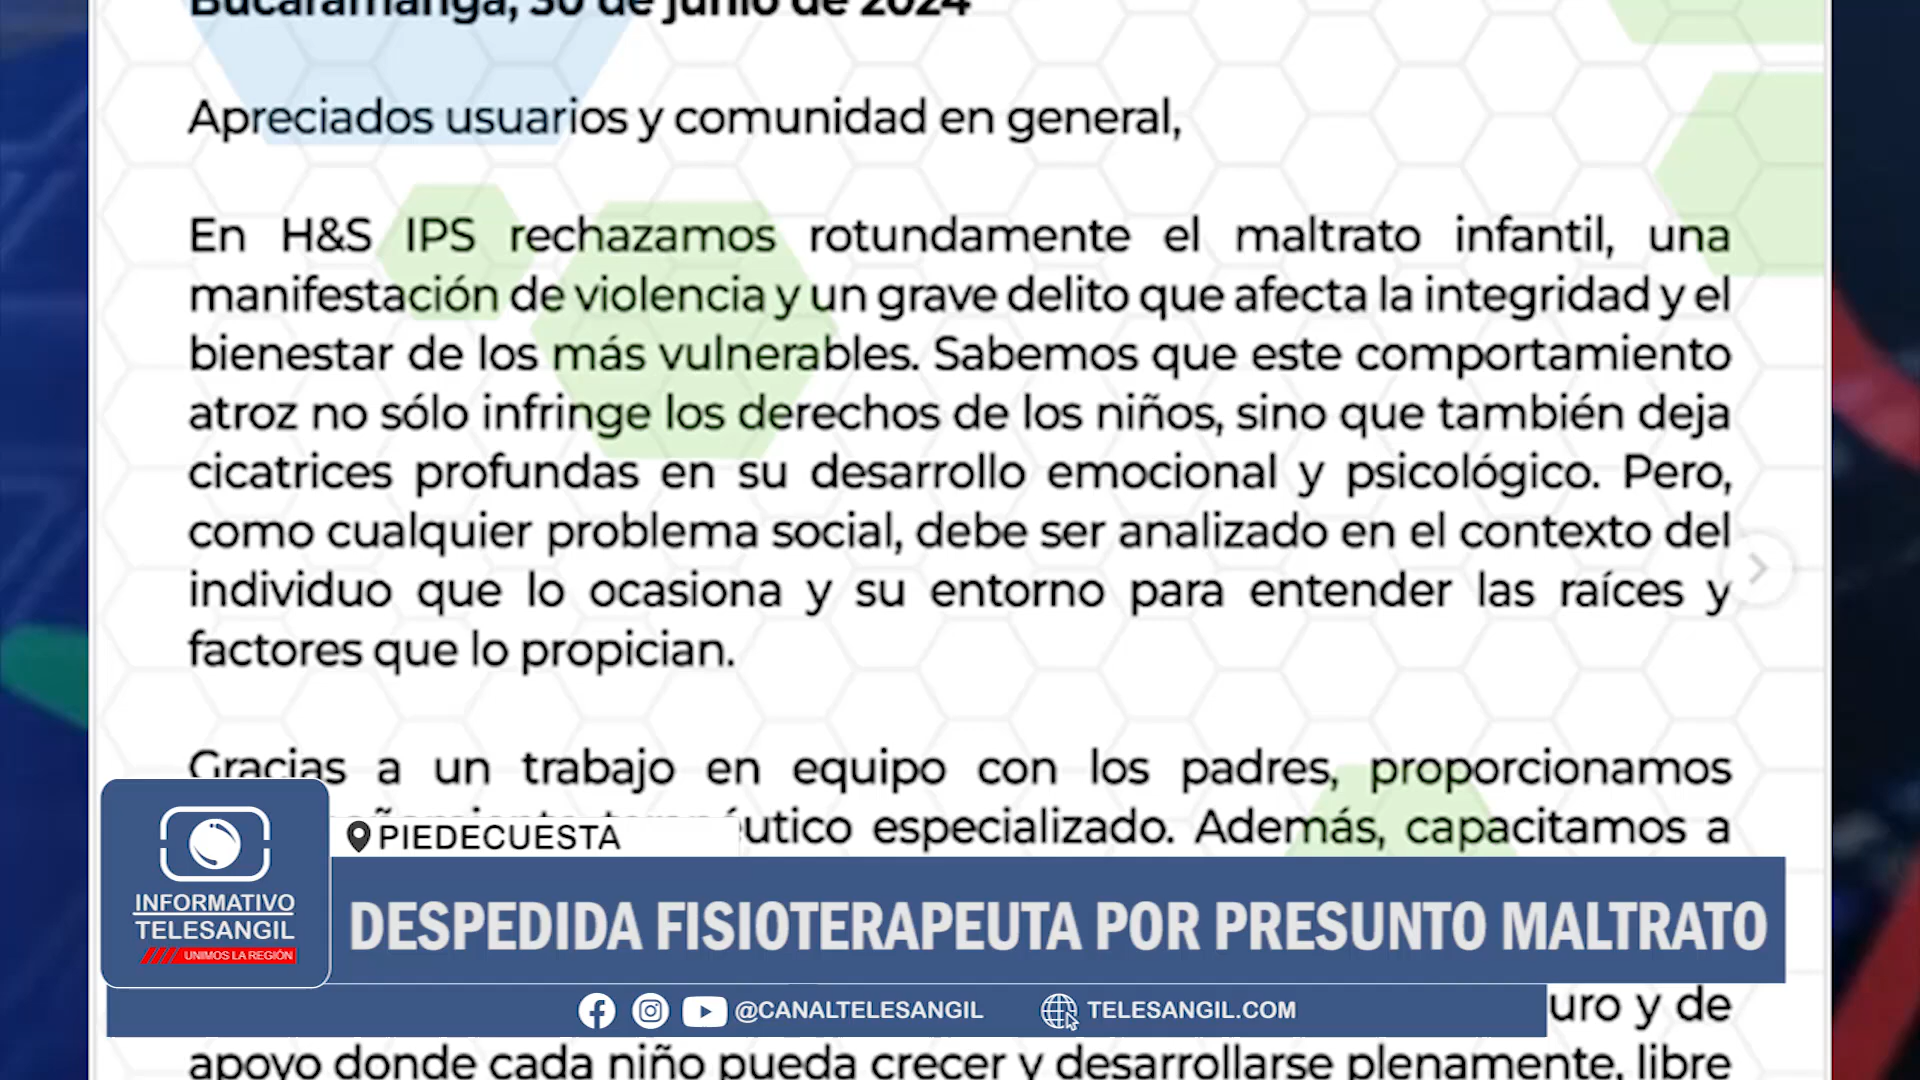 Bucaramanga, 30 de junio de 2024
Apreciados usuarios y comunidad en general,
En H&S IPS rechazamos rotundamente el maltrato infantil, una
manifestación de violencia y un grave delito que afecta la integridad y el
bienestar de los más vulnerables. Sabemos que este comportamiento
atroz no sólo infringe los derechos de los niños, sino que también deja
cicatrices profundas en su desarrollo emocional y psicológico. Pero,
como cualquier problema social, debe ser analizado en el contexto del
individuo que lo ocasiona y su entorno para entender las raíces y
factores que lo propician.
Gracias a un trabajo en equipo con los padres, proporcionamos
especializado. Además, capacitamos a
PIEDECUESTA
INFORMATIVO
TELESANGIL
UNIMOS LA REGIÓN
DESPEDIDA FISIOTERAPEUTA POR PRESUNTO MALTRATO
@CANALTELESANGIL TELESANGIL.COM
y de
apoyo donde cada niño pueda crecer y desarrollarse plenamente, libre